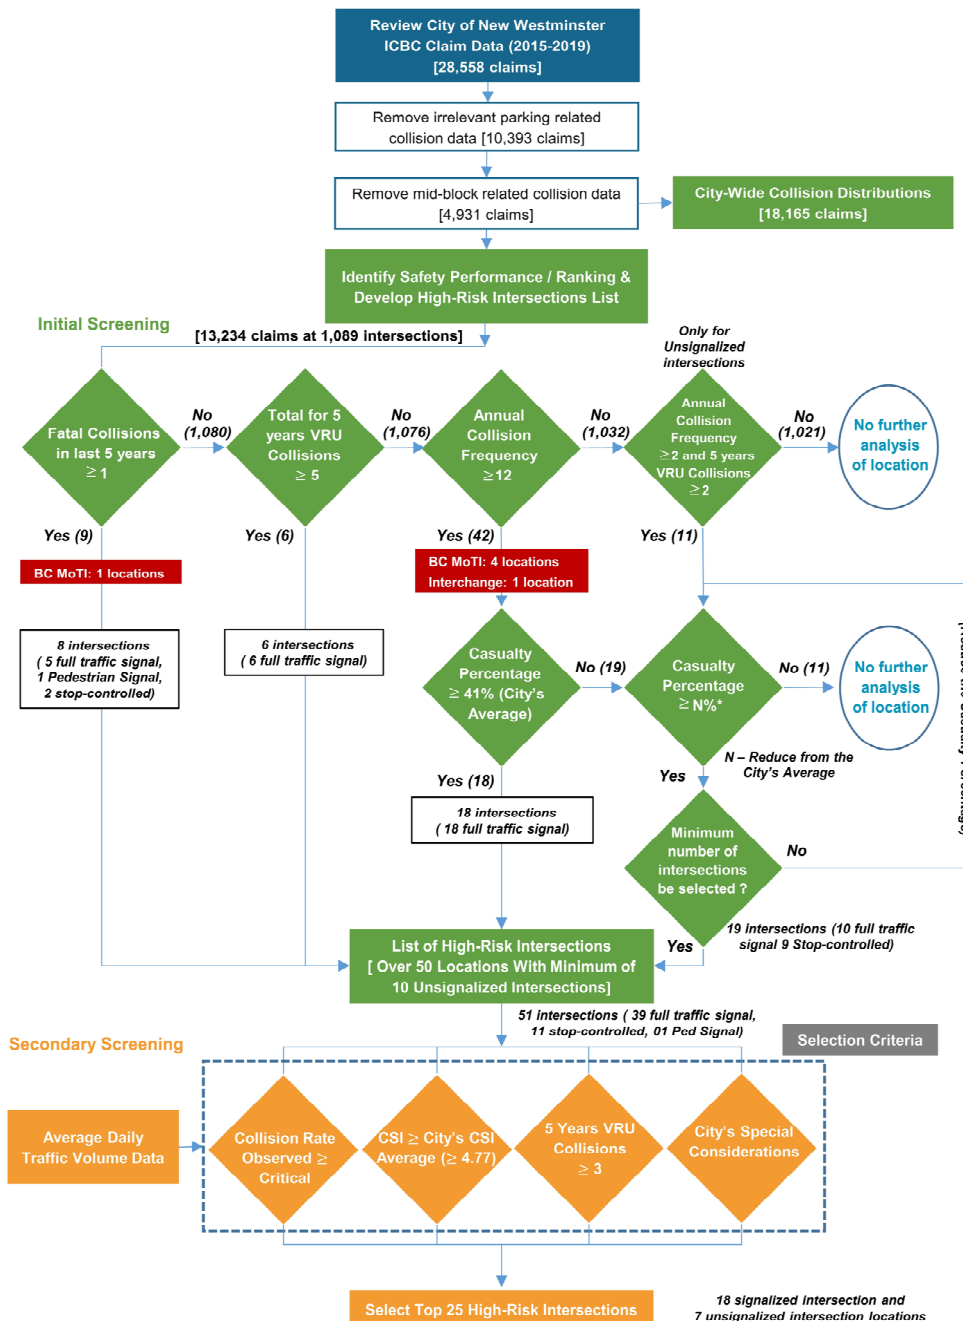 Review City of New Westminster
ICBC Claim Data (2015-2019)
[28,558 claims]
Remove irrelevant parking related
collision data [10,393 claims]
Remove mid-block related collision data
[4,931 claims]
City-Wide Collision Distributions
[18,165 claims]
Identify Safety Performance / Ranking &
Develop High-Risk Intersections List
Initial Screening
[13,234 claims at 1,089 intersections]
Only for
Unsignalized
intersections
Fatal Collisions
in last 5 years
≥ 1
No
(1,080)
Total for 5
years VRU
Collisions
≥ 5
No
(1,076)
Annual
Collision
Frequency
≥12
No
(1,032)
Annual
Collision
Frequency
≥2 and 5 years
VRU Collisions
≥2
No
(1,021)
No further
analysis
of location
Yes (9)
Yes (6)
Yes (42)
Yes (11)
BC MoTI: 1 locations
BC MoTI: 4 locations
Interchange: 1 location
8 intersections
( 5 full traffic signal,
1 Pedestrian Signal,
2 stop-controlled)
6 intersections
( 6 full traffic signal)
Casualty
Percentage
≥ 41% (City's
Average)
No (19)
Casualty
Percentage
≥ N%*
No (11)
No further
analysis
of location
N – Reduce from the
City's Average
Yes (18)
Yes
18 intersections
( 18 full traffic signal)
Minimum
number of
intersections
be selected ?
No
19 intersections (10 full traffic
signal 9 Stop-controlled)
Yes
List of High-Risk Intersections
[ Over 50 Locations With Minimum of
10 Unsignalized Intersections]
51 intersections ( 39 full traffic signal,
11 stop-controlled, 01 Ped Signal)
Secondary Screening
Selection Criteria
Average Daily
Traffic Volume Data
Collision Rate
Observed ≥
Critical
CSI ≥ City's CSI
Average (≥ 4.77)
5 Years VRU
Collisions
≥ 3
City's Special
Considerations
Select Top 25 High-Risk Intersections
18 signalized intersection and
7 unsignalized intersection locations